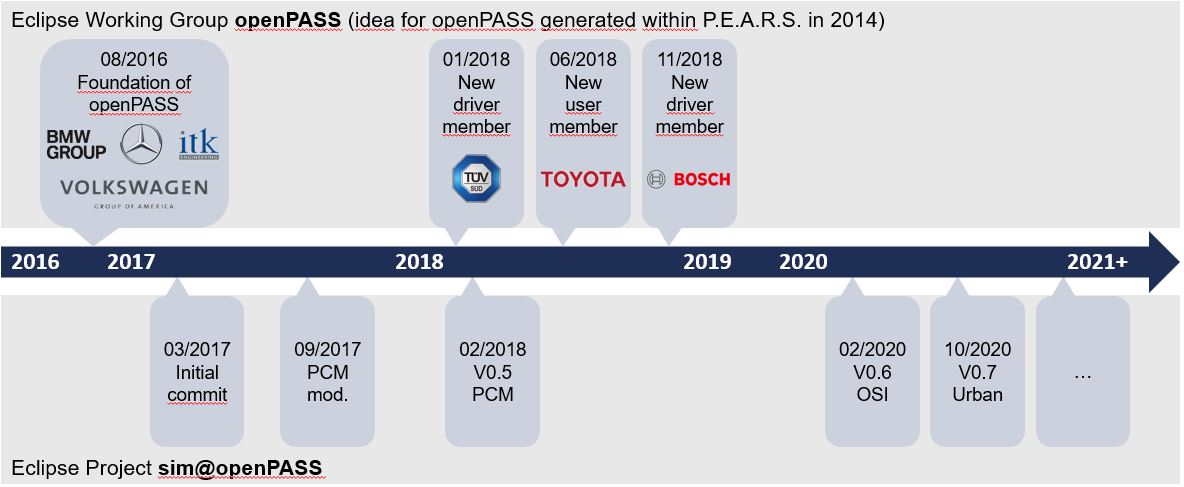 Eclipse Working Group openPASS (idea for openPASS generated within P.E.A.R.S. in 2014)
08/2016
Foundation of
openPASS
BMW
GROUP
itk
ENGINEERING
VOLKSWAGEN
GROUP OF AMERICA
01/2018
New
driver
member
TÜV
SÜD
06/2018
New
user
member
TOYOTA
11/2018
New
driver
member
BOSCH
2016
2017
2018
2019
2020
2021+
03/2017
Initial
commit
09/2017
PCM
mod.
02/2018
V0.5
PCM
02/2020
V0.6
OSI
10/2020
V0.7
Urban
…
Eclipse Project sim@openPASS